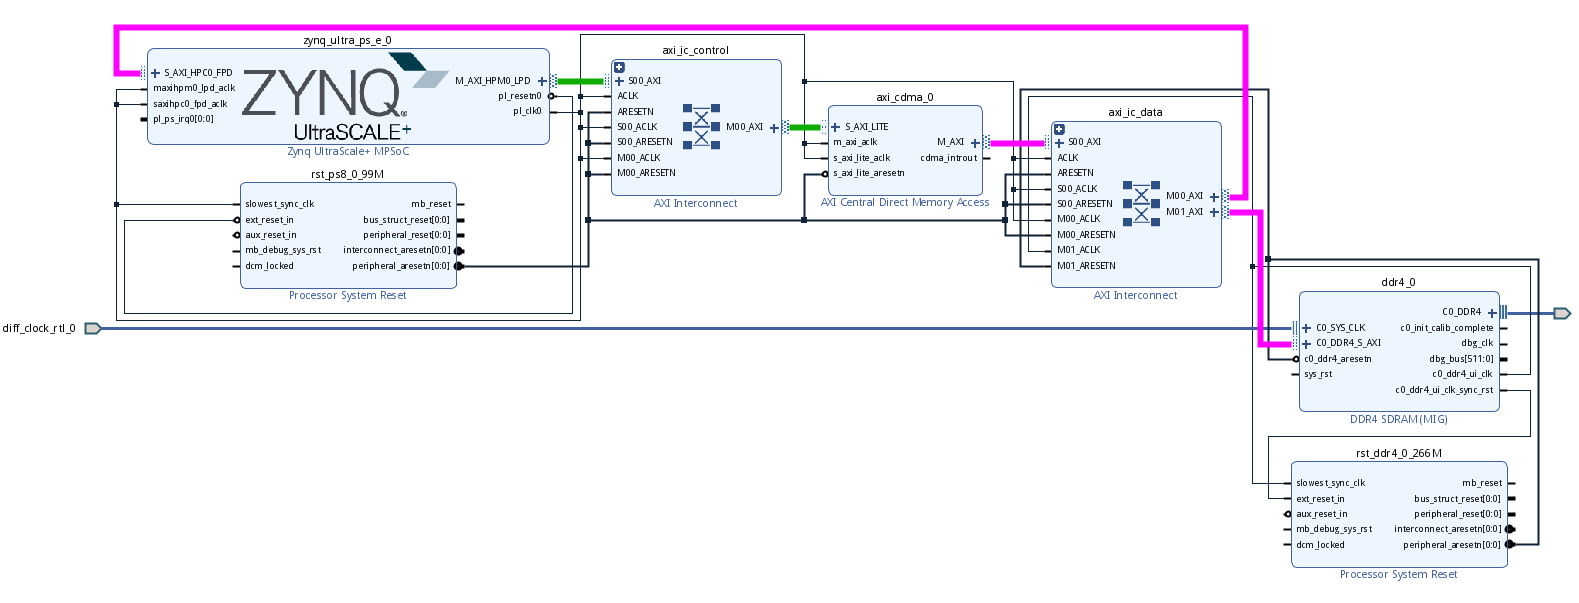 zynq_ultra_ps_e_0
S_AXI_HPC0_FPD
maxihpm0_lpd_aclk
saxihpc0_fpd_aclk
pl_ps_irq0[0:0]
ZYNQ
UltraSCALE+
M_AXI_HPM0_LPD
pl_resetn0
pl_clk0
Zynq UltraScale+ MPSoC
rst_ps8_0_99M
slowest_sync_clk
ext_reset_in
aux_reset_in
mb_debug_sys_rst
dcm_locked
mb_reset
bus_struct_reset[0:0]
peripheral_reset[0:0]
interconnect_aresetn[0:0]
peripheral_aresetn[0:0]
Processor System Reset
diff_clock_rtl_0
axi_ic_control
S00_AXI
ACLK
ARESETN
S00_ACLK
S00_ARESETN
M00_ACLK
M00_ARESETN
M00_AXI
AXI Interconnect
axi_cdma_0
S_AXI_LITE
m_axi_aclk
s_axi_lite_aclk
s_axi_lite_aresetn
M_AXI
cdma_introut
AXI Central Direct Memory Access
axi_ic_data
S00_AXI
ACLK
ARESETN
S00_ACLK
S00_ARESETN
M00_ACLK
M00_ARESETN
M01_ACLK
M01_ARESETN
M00_AXI
M01_AXI
AXI Interconnect
ddr4_0
C0_SYS_CLK
C0_DDR4_S_AXI
c0_ddr4_aresetn
sys_rst
C0_DDR4
c0_init_calib_complete
dbg_clk
dbg_bus[511:0]
c0_ddr4_ui_clk
c0_ddr4_ui_clk_sync_rst
DDR4 SDRAM (MIG)
rst_ddr4_0_266M
slowest_sync_clk
ext_reset_in
aux_reset_in
mb_debug_sys_rst
dcm_locked
mb_reset
bus_struct_reset[0:0]
peripheral_reset[0:0]
interconnect_aresetn[0:0]
peripheral_aresetn[0:0]
Processor System Reset